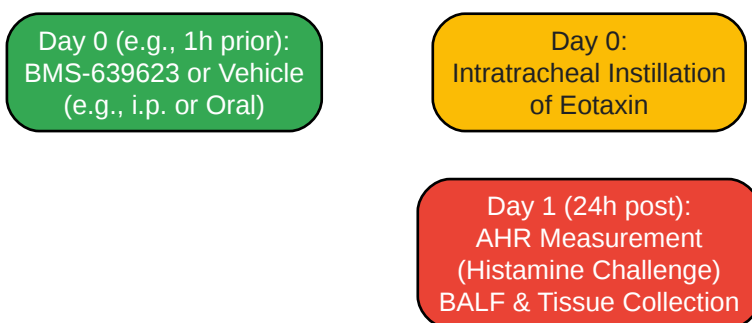 Day 0 (e.g., 1h prior):
BMS-639623 or Vehicle
(e.g., i.p. or Oral)
Day 0:
Intratracheal Instillation
of Eotaxin
Day 1 (24h post):
AHR Measurement
(Histamine Challenge)
BALF & Tissue Collection